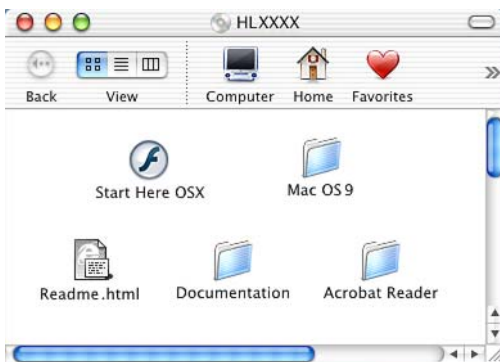 HLXXXX
Back View Computer Home Favorites
Start Here OSX Mac OS 9
Readme.html Documentation Acrobat Reader